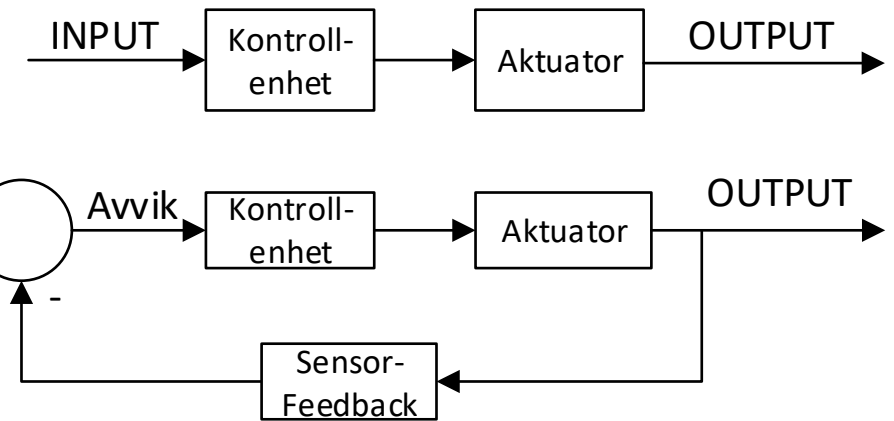 INPUT
Kontroll-
enhet
Aktuator
OUTPUT
Avvik
Kontroll-
enhet
Aktuator
OUTPUT
-
Sensor-
Feedback